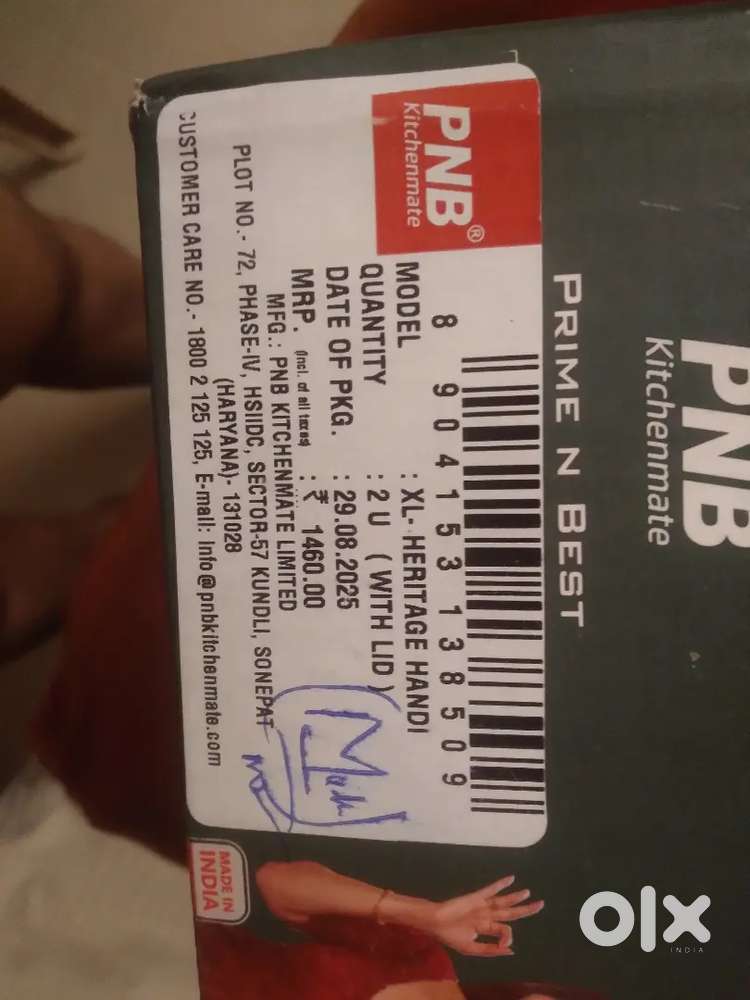 PNB®
Kitchenmate
8 904153 138509
MODEL : XL- HERITAGE HANDI
QUANTITY : 2 U ( WITH LID )
DATE OF PKG. : 29.08.2025
MRP. (Incl. of all taxes) : ₹ 1460.00
MFG.: PNB KITCHENMATE LIMITED
PLOT NO.- 72, PHASE-IV, HSIIDC, SECTOR-57 KUNDLI, SONEPAT
(HARYANA)- 131028
CUSTOMER CARE NO.- 1800 2 125 125, E-mail: info@pnbkitchenmate.com
PRIME N BEST
PNB
Kitchenmate
MADE IN
INDIA
olx
INDIA